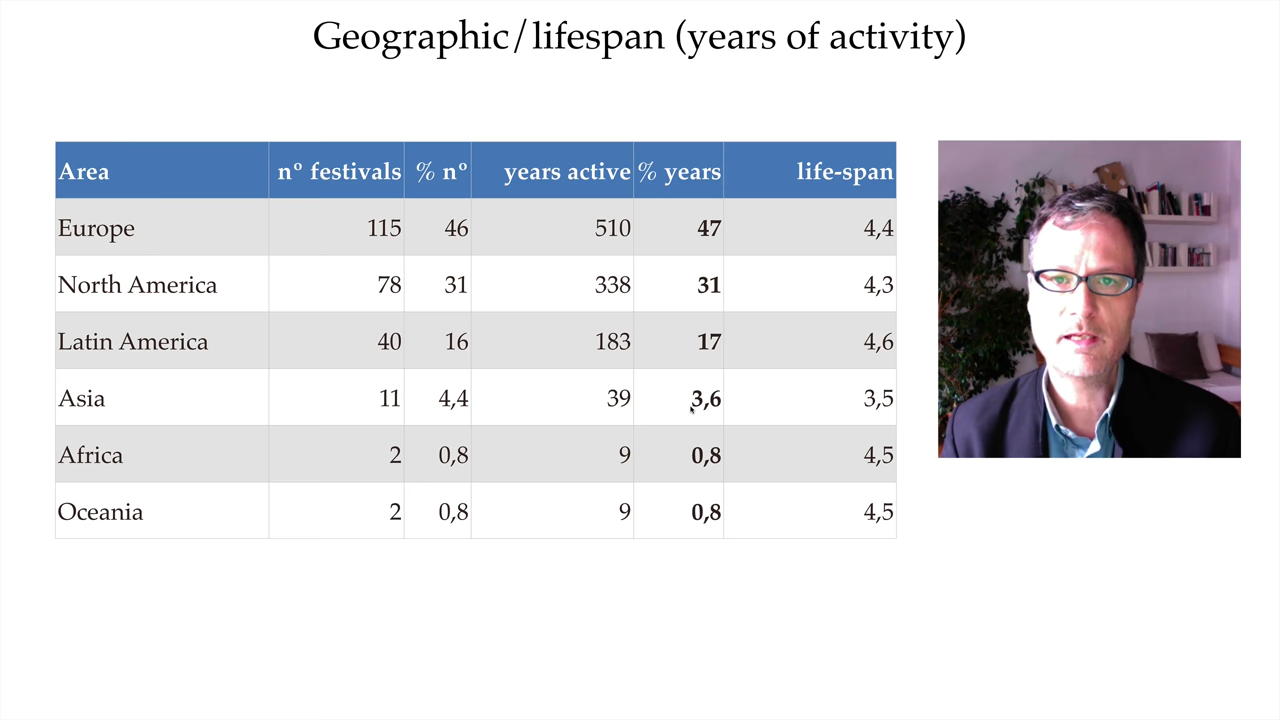 Geographic/lifespan (years of activity)
Area nº festivals % nº years active % years life-span
Europe 115 46 510 47 4,4
North America 78 31 338 31 4,3
Latin America 40 16 183 17 4,6
Asia 11 4,4 39 3,6 3,5
Africa 2 0,8 9 0,8 4,5
Oceania 2 0,8 9 0,8 4,5